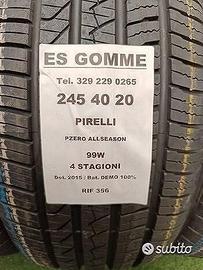 ES GOMME
Tel. 329 229 0265
245 40 20
PIRELLI
PZERO ALLSEASON
99W
4 STAGIONI
Dot. 2015 / Bat. DEMO 100%
RIF 356
subito